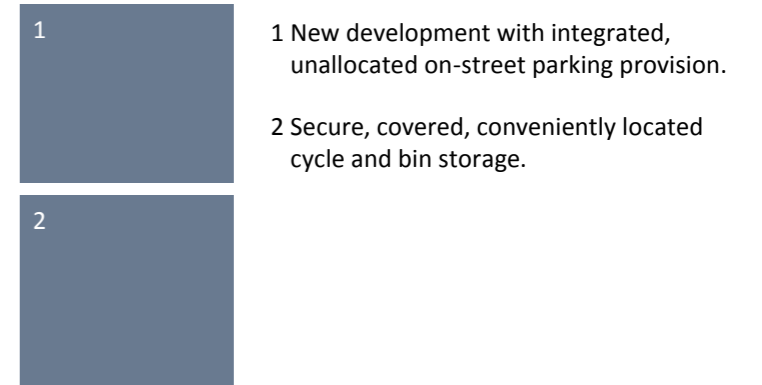 1
1 New development with integrated,
unallocated on-street parking provision.
2 Secure, covered, conveniently located
cycle and bin storage.
2